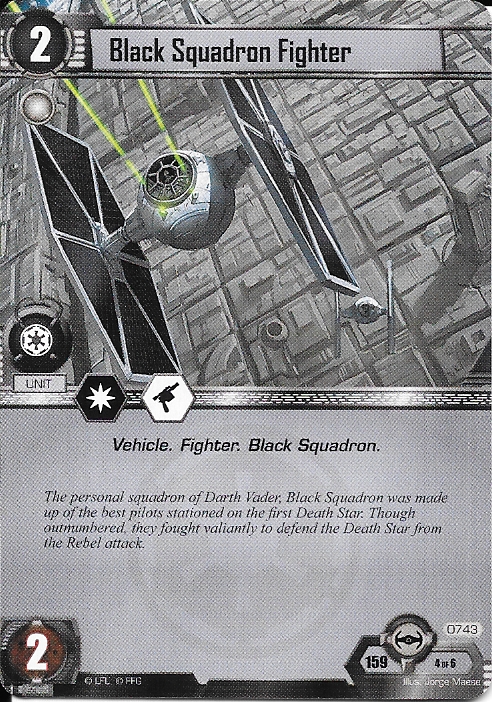 2
Black Squadron Fighter
UNIT
Vehicle. Fighter. Black Squadron.
The personal squadron of Darth Vader, Black Squadron was made
up of the best pilots stationed on the first Death Star. Though
outnumbered, they fought valiantly to defend the Death Star from
the Rebel attack.
2
0743
159
4 OF 6
© LFL © FFG
Illus. Jorge Maese